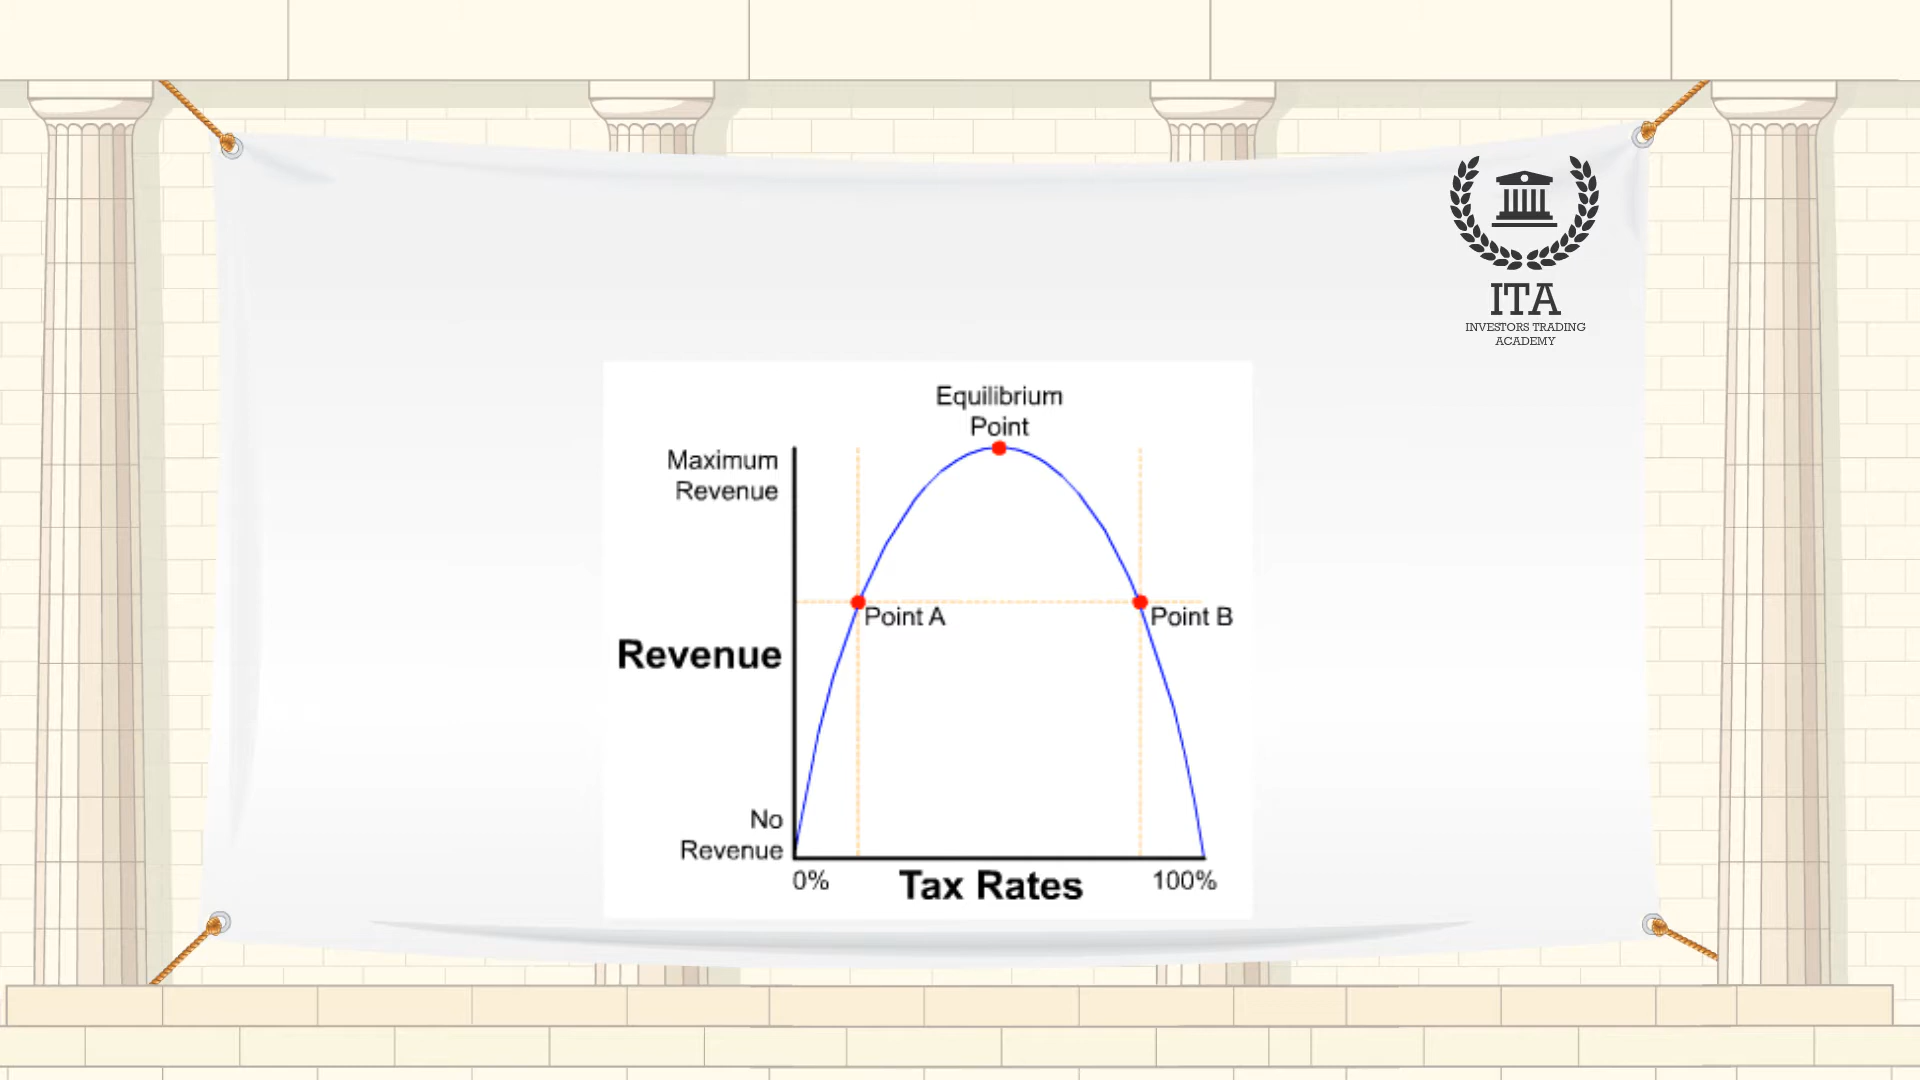 ITA
INVESTORS TRADING
ACADEMY
Equilibrium
Point
Maximum
Revenue
Point A
Point B
Revenue
No
Revenue
0%
Tax Rates
100%